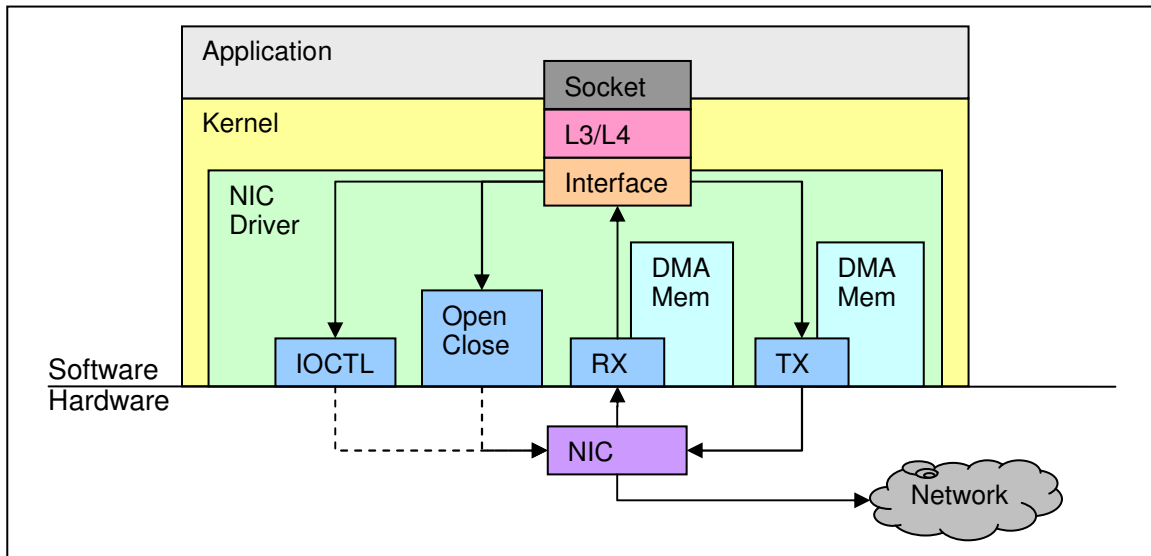 Application
Socket
Kernel
L3/L4
Interface
NIC
Driver
DMA
Mem
DMA
Mem
Open
Close
IOCTL
RX
TX
Software
Hardware
NIC
Network